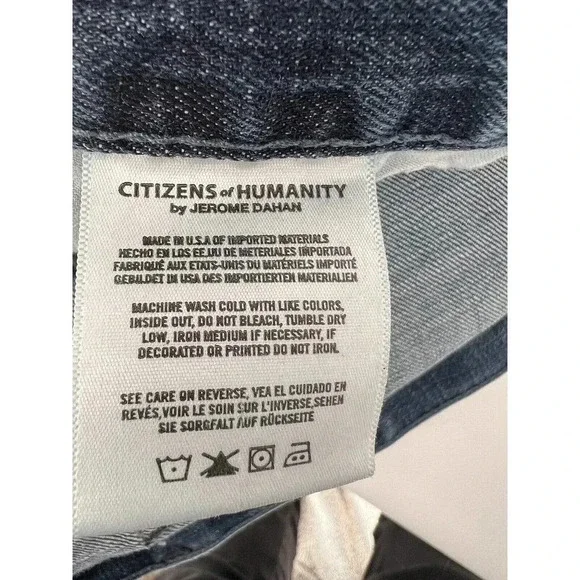 CITIZENS of HUMANITY
by JEROME DAHAN
MADE IN U.S.A OF IMPORTED MATERIALS
HECHO EN LOS EE.UU DE METERIALES IMPORTADA
FABRIQUÉ AUX ETATS-UNIS DU MATÉRIELS IMPORTÉ
GEBILDET IN USA DES IMPORTIERTEN MATERIALIEN
MACHINE WASH COLD WITH LIKE COLORS,
INSIDE OUT, DO NOT BLEACH, TUMBLE DRY
LOW, IRON MEDIUM IF NECESSARY, IF
DECORATED OR PRINTED DO NOT IRON.
SEE CARE ON REVERSE, VEA EL CUIDADO EN
REVÉS,VOIR LE SOIN SUR L'INVERSE,SEHEN
SIE SORGFALT AUF RÜCKSEITE